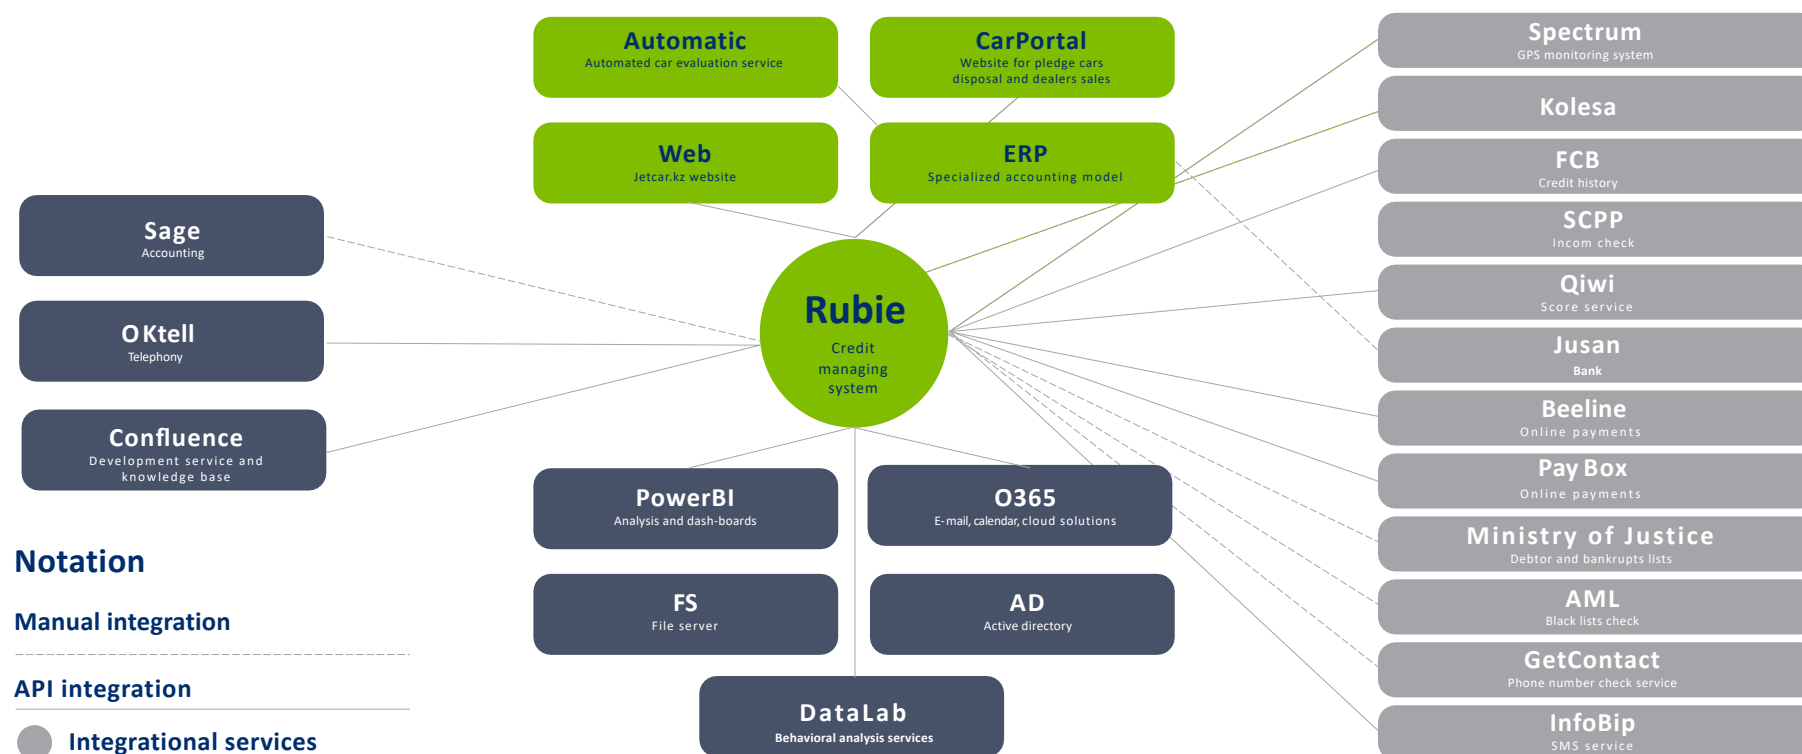 Automatic
Automated car evaluation service
CarPortal
Website for pledge cars
disposal and dealers sales
Web
Jetcar.kz website
ERP
Specialized accounting model
Sage
Accounting
OKtell
Telephony
Confluence
Development service and
knowledge base
Rubie
Credit
managing
system
PowerBI
Analysis and dash-boards
O365
E-mail, calendar, cloud solutions
FS
File server
AD
Active directory
DataLab
Behavioral analysis services
Spectrum
GPS monitoring system
Kolesa
FCB
Credit history
SCPP
Incom check
Qiwi
Score service
Jusan
Bank
Beeline
Online payments
Pay Box
Online payments
Ministry of Justice
Debtor and bankrupts lists
AML
Black lists check
GetContact
Phone number check service
InfoBip
SMS service
Notation
Manual integration
API integration
Integrational services